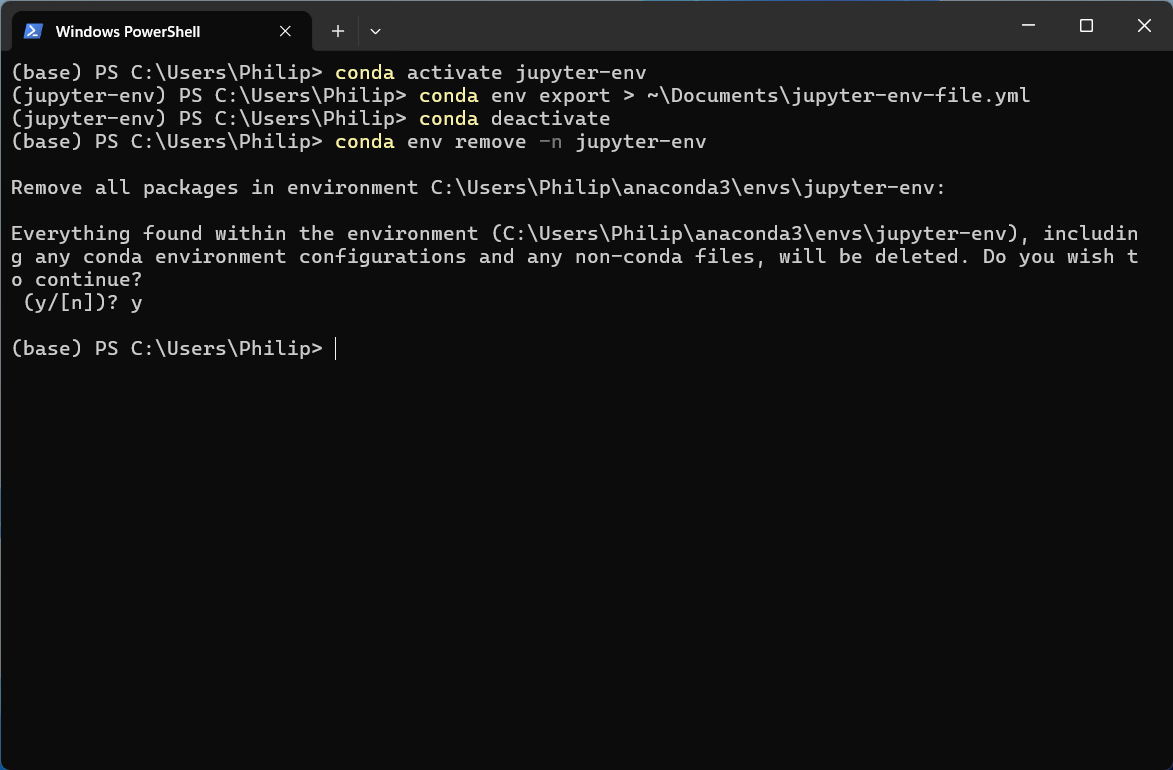 Windows PowerShell
(base) PS C:\Users\Philip> conda activate jupyter-env
(jupyter-env) PS C:\Users\Philip> conda env export > ~\Documents\jupyter-env-file.yml
(jupyter-env) PS C:\Users\Philip> conda deactivate
(base) PS C:\Users\Philip> conda env remove -n jupyter-env
Remove all packages in environment C:\Users\Philip\anaconda3\envs\jupyter-env:
Everything found within the environment (C:\Users\Philip\anaconda3\envs\jupyter-env), includin
g any conda environment configurations and any non-conda files, will be deleted. Do you wish t
o continue?
(y/[n])? y
(base) PS C:\Users\Philip>